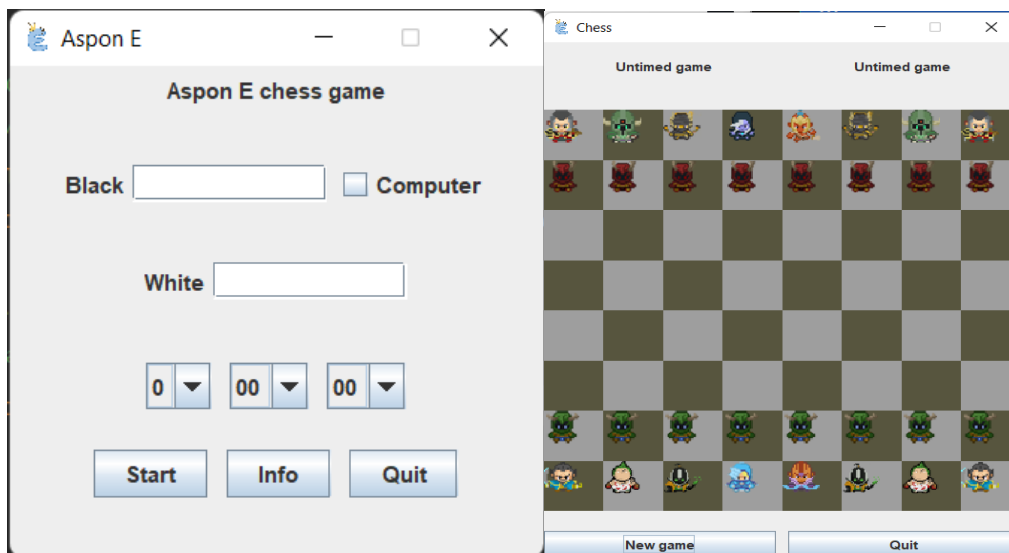 Aspon E
Aspon E chess game
Black
Computer
White
0 00 00
Start Info Quit
Chess
Untimed game Untimed game
New game Quit